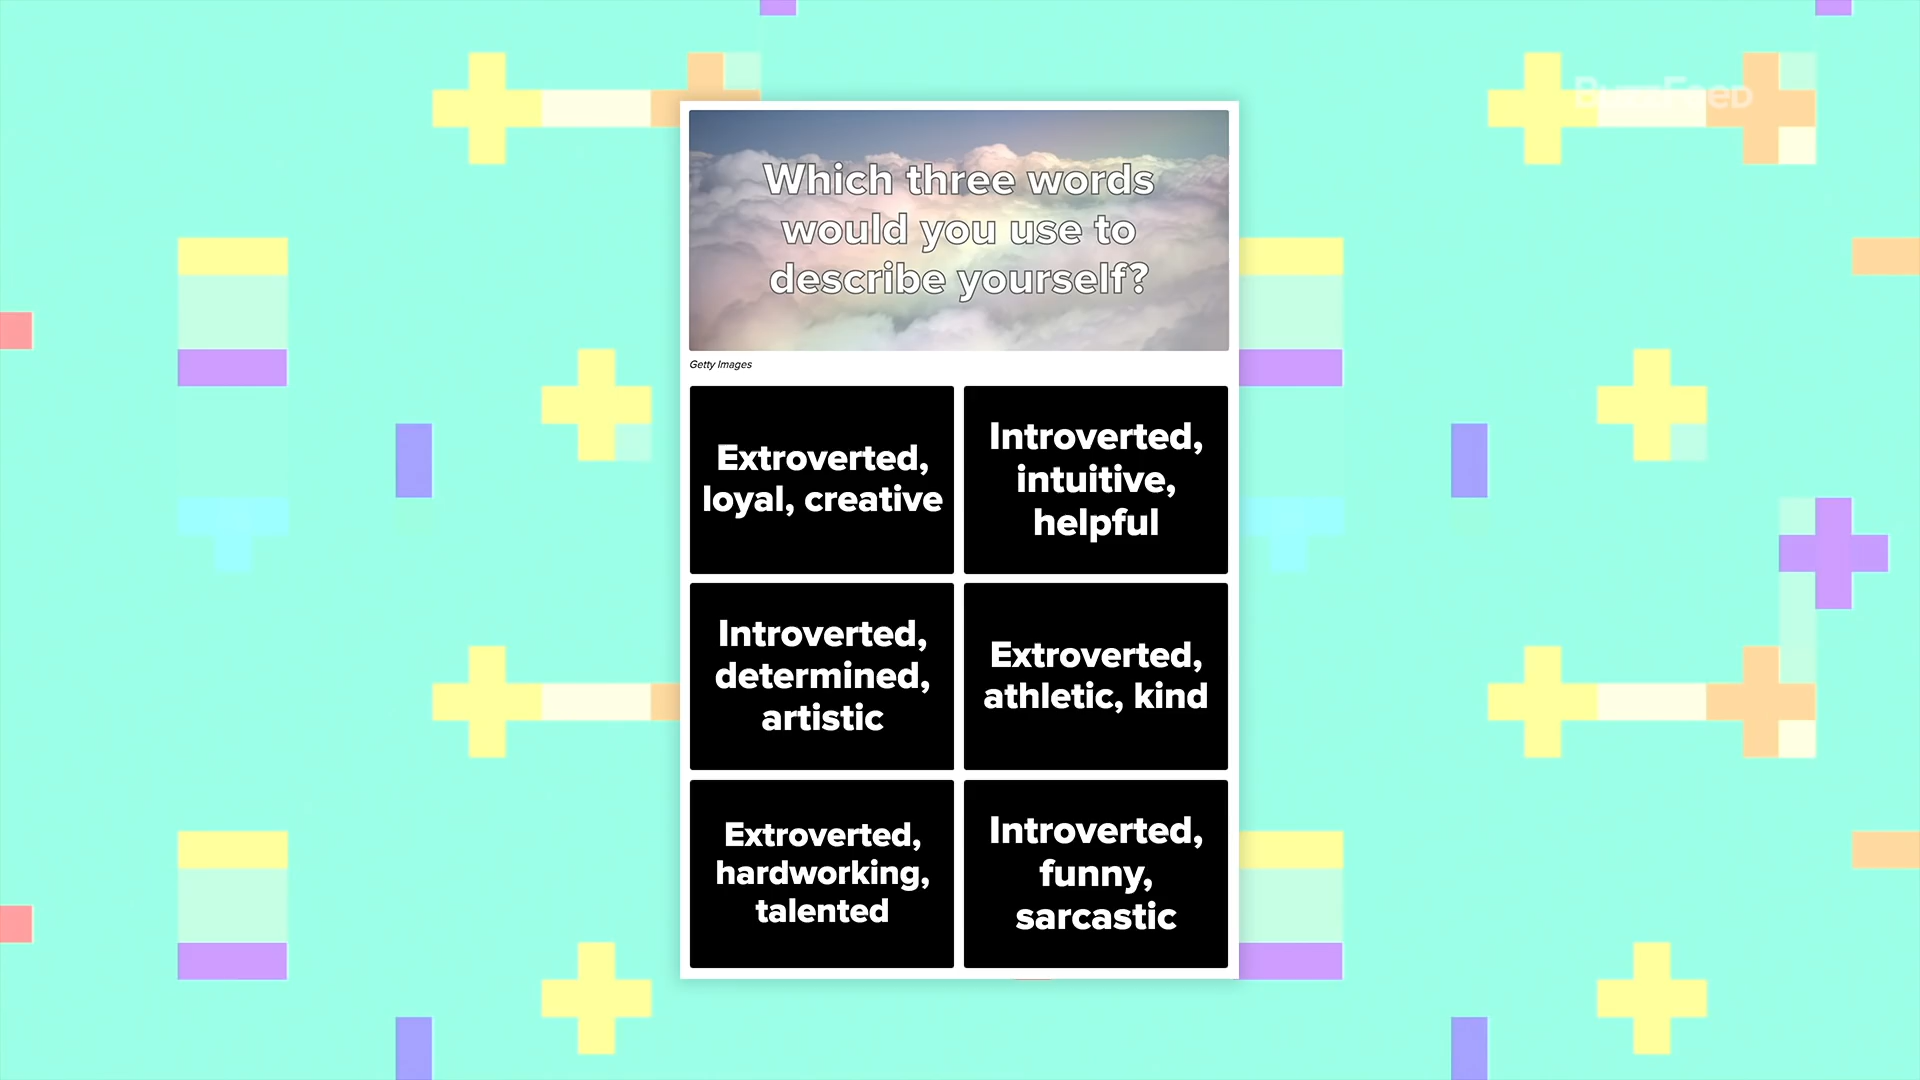 BuzzFeed
Which three words
would you use to
describe yourself?
Getty Images
Extroverted,
loyal, creative
Introverted,
intuitive,
helpful
Introverted,
determined,
artistic
Extroverted,
athletic, kind
Extroverted,
hardworking,
talented
Introverted,
funny,
sarcastic